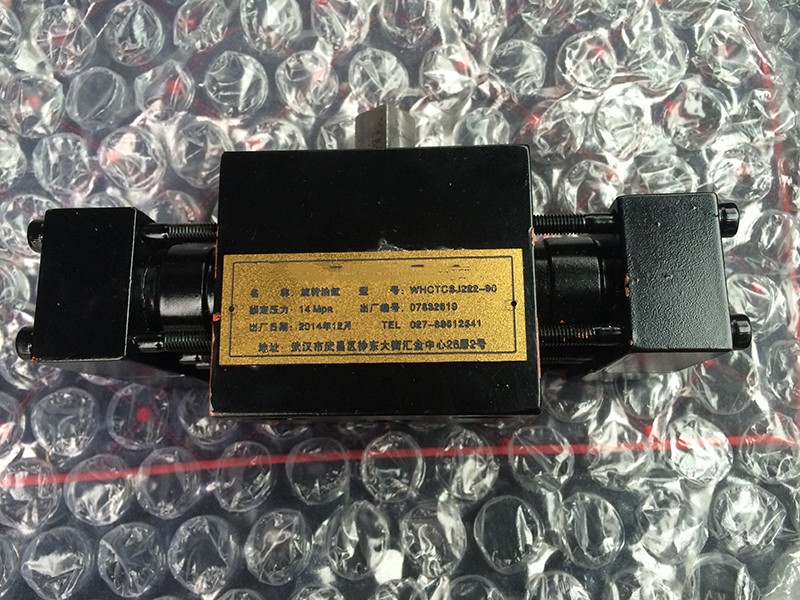 名 称: 旋转油缸 型 号: WHCTCSJ222-90
额定压力: 14 Mpa 出厂编号: 07832619
出厂日期: 2014年12月 TEL 027-89612541
地址: 武汉市武昌区徐东大街汇金中心26层2号